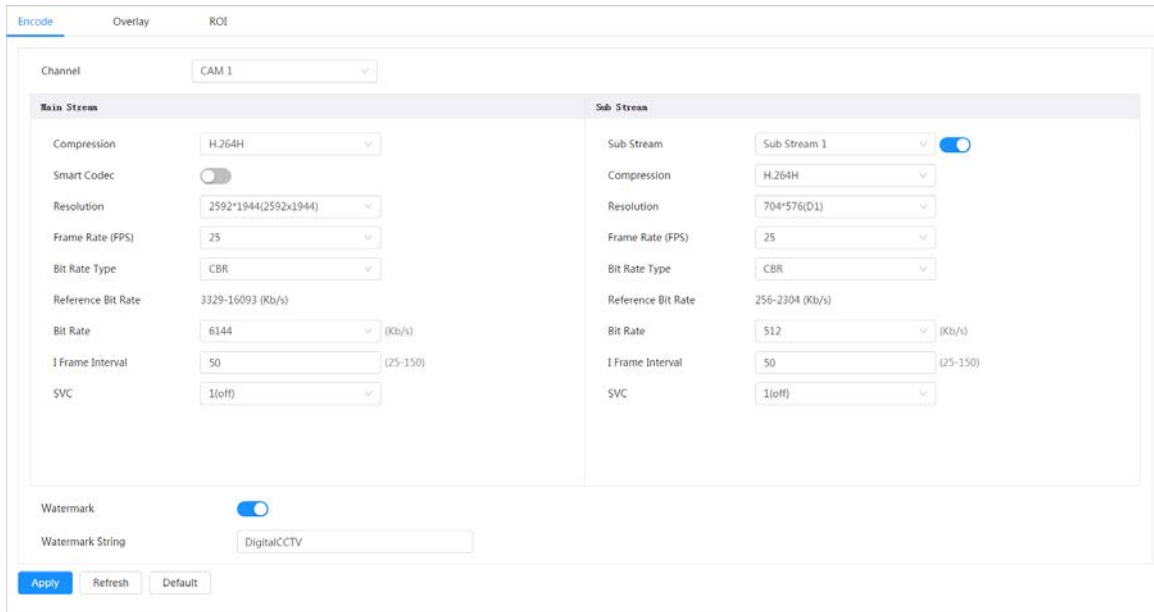 Encode Overlay ROI
Channel CAM 1
Main Stream Sub Stream
Compression H.264H Sub Stream Sub Stream 1
Smart Codec Compression H.264H
Resolution 2592*1944(2592x1944) Resolution 704*576(D1)
Frame Rate (FPS) 25 Frame Rate (FPS) 25
Bit Rate Type CBR Bit Rate Type CBR
Reference Bit Rate 3329-16093 (Kb/s) Reference Bit Rate 256-2304 (Kb/s)
Bit Rate 6144 (Kb/s) Bit Rate 512 (Kb/s)
I Frame Interval 50 (25-150) I Frame Interval 50 (25-150)
SVC 1(off) SVC 1(off)
Watermark
Watermark String DigitalCCTV
Apply Refresh Default